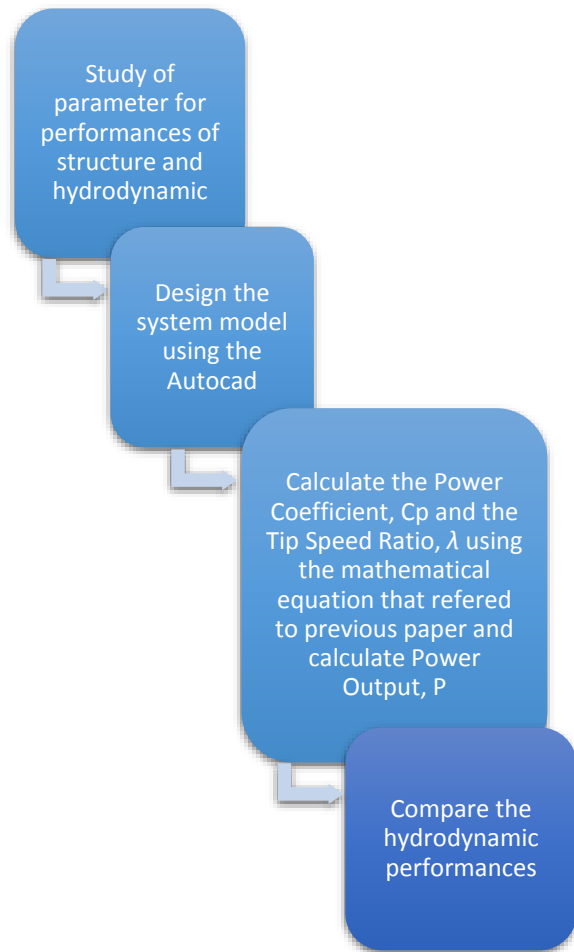 Study of
parameter for
performances of
structure and
hydrodynamic
Design the
system model
using the
Autocad
Calculate the Power
Coefficient, Cp and the
Tip Speed Ratio, λ using
the mathematical
equation that refered
to previous paper and
calculate Power
Output, P
Compare the
hydrodynamic
performances